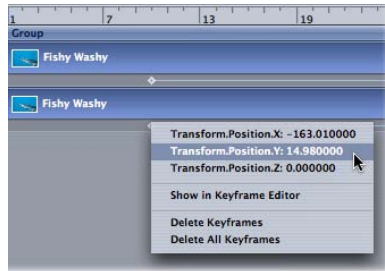 1 7 13 19
Group
Fishy Washy
Fishy Washy
Transform.Position.X: -163.010000
Transform.Position.Y: 14.980000
Transform.Position.Z: 0.000000
Show in Keyframe Editor
Delete Keyframes
Delete All Keyframes